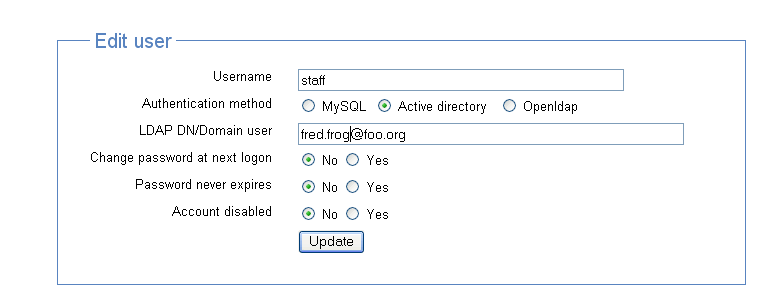 Edit user
Username staff
Authentication method MySQL Active directory Openldap
LDAP DN/Domain user fred.frog@foo.org
Change password at next logon No Yes
Password never expires No Yes
Account disabled No Yes
Update